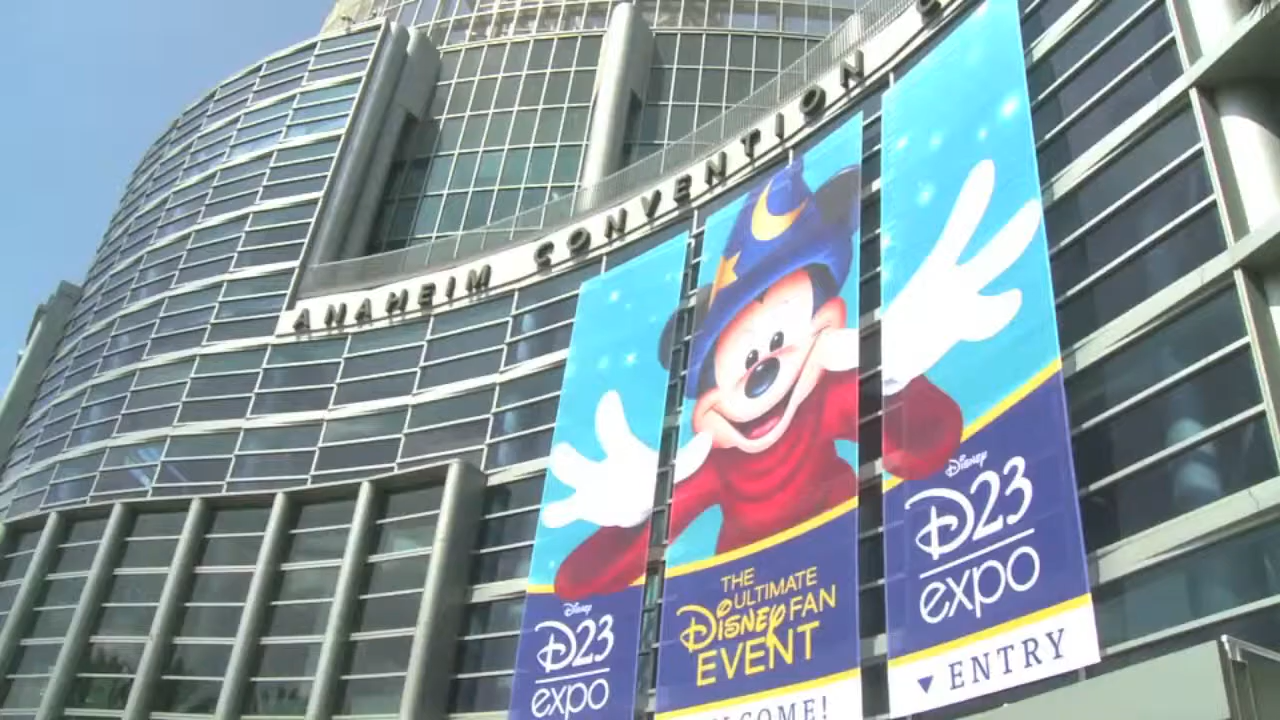 ANAHEIM CONVENTION
Disney
D23
expo
THE
ULTIMATE
Disney FAN
EVENT
Disney
D23
expo
ENTRY